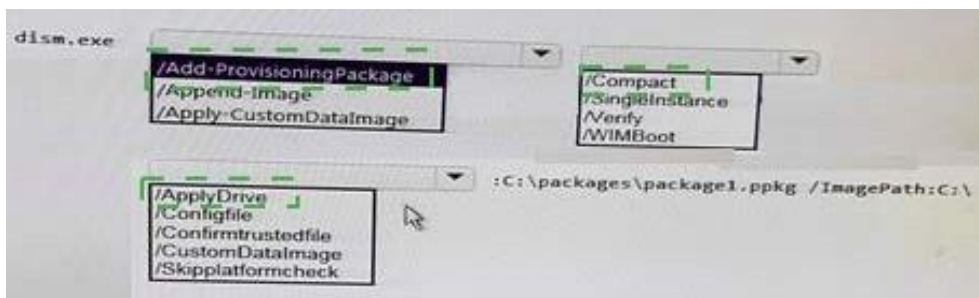 dism.exe
/Add-ProvisioningPackage
/Append-Image
/Apply-CustomDataImage
/Compact
/SingleInstance
/Verify
/WIMBoot
:C:\packages\package1.ppkg /ImagePath:C:\
/ApplyDrive
/Configfile
/Confirmtrustedfile
/CustomDataImage
/Skipplatformcheck